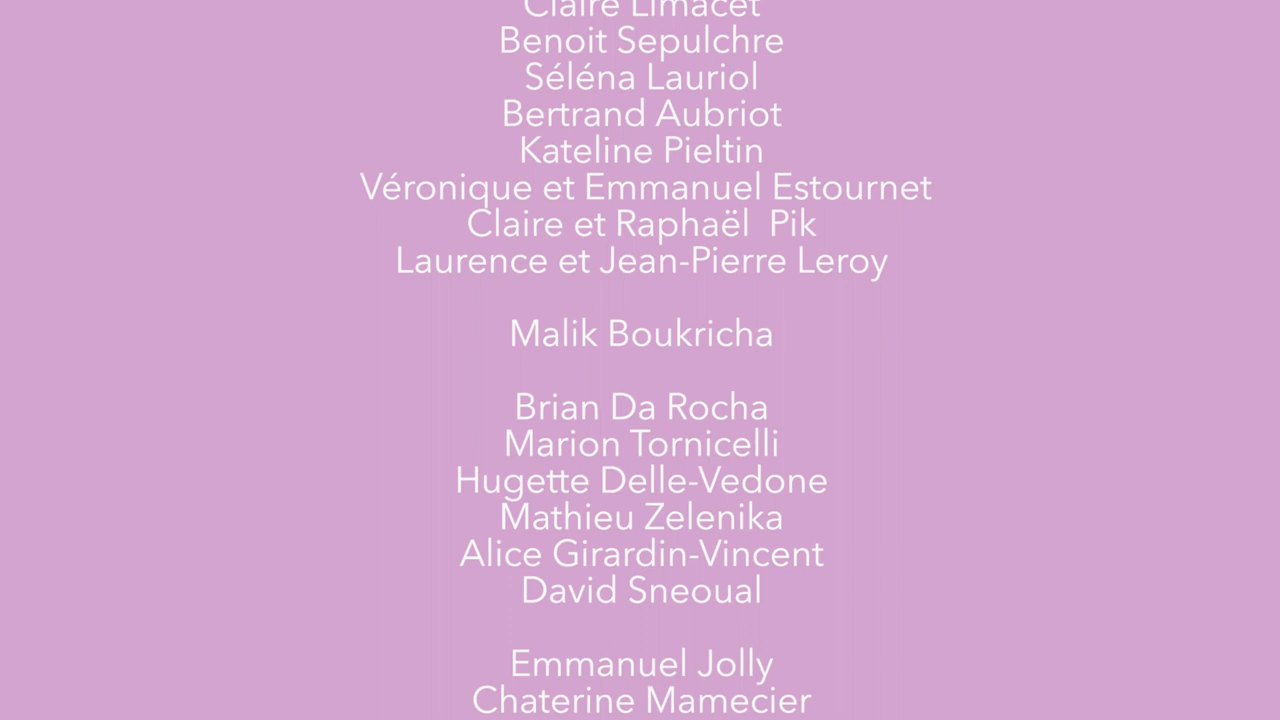 Claire Limacet
Benoit Sepulchre
Séléna Lauriol
Bertrand Aubriot
Kateline Pieltin
Véronique et Emmanuel Estournet
Claire et Raphaël  Pik
Laurence et Jean-Pierre Leroy
Malik Boukricha
Brian Da Rocha
Marion Tornicelli
Hugette Delle-Vedone
Mathieu Zelenika
Alice Girardin-Vincent
David Sneoual
Emmanuel Jolly
Chaterine Mamecier